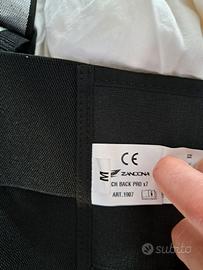 CE
M ZANDONA
CH BACK PRO x7
ART.1907
subito